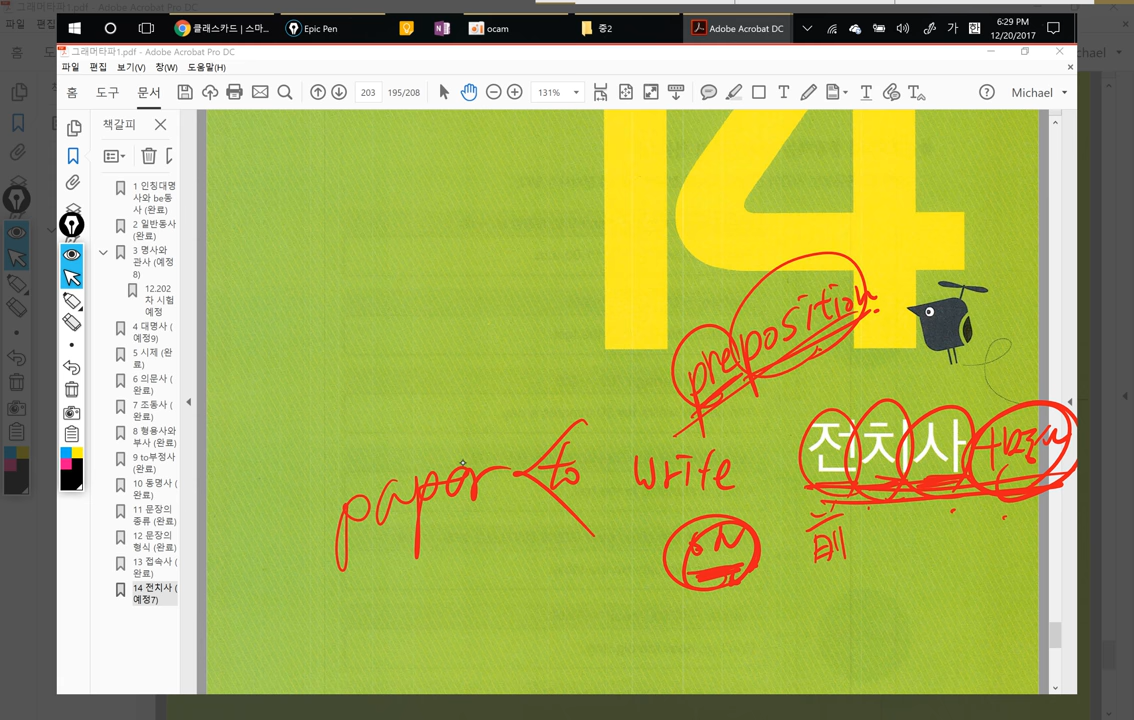 클래스카드 | 스마...
Epic Pen
ocam
중2
Adobe Acrobat Pro DC
가
한
6:29 PM
12/20/2017
그래머타파1.pdf - Adobe Acrobat Pro DC
파일 편집 보기(V) 창(W) 도움말(H)
홈 도구 문서
203
195/208
131%
Michael
책갈피
1 인칭대명
사와 be동
사 (완료)
2 일반동사
(완료)
3 명사와
관사 (예정
8)
12.202
차 시험
예정
4 대명사 (
예정9)
5 시제 (완
료)
6 의문사 (
완료)
7 조동사 (
완료)
8 형용사와
부사 (완료)
9 to부정사
(완료)
10 동명사 (
완료)
11 문장의
종류 (완료)
12 문장의
형식 (완료)
13 접속사 (
완료)
14 전치사 (
예정7)
14
preposition
전치사 +명사
paper to write
on
前